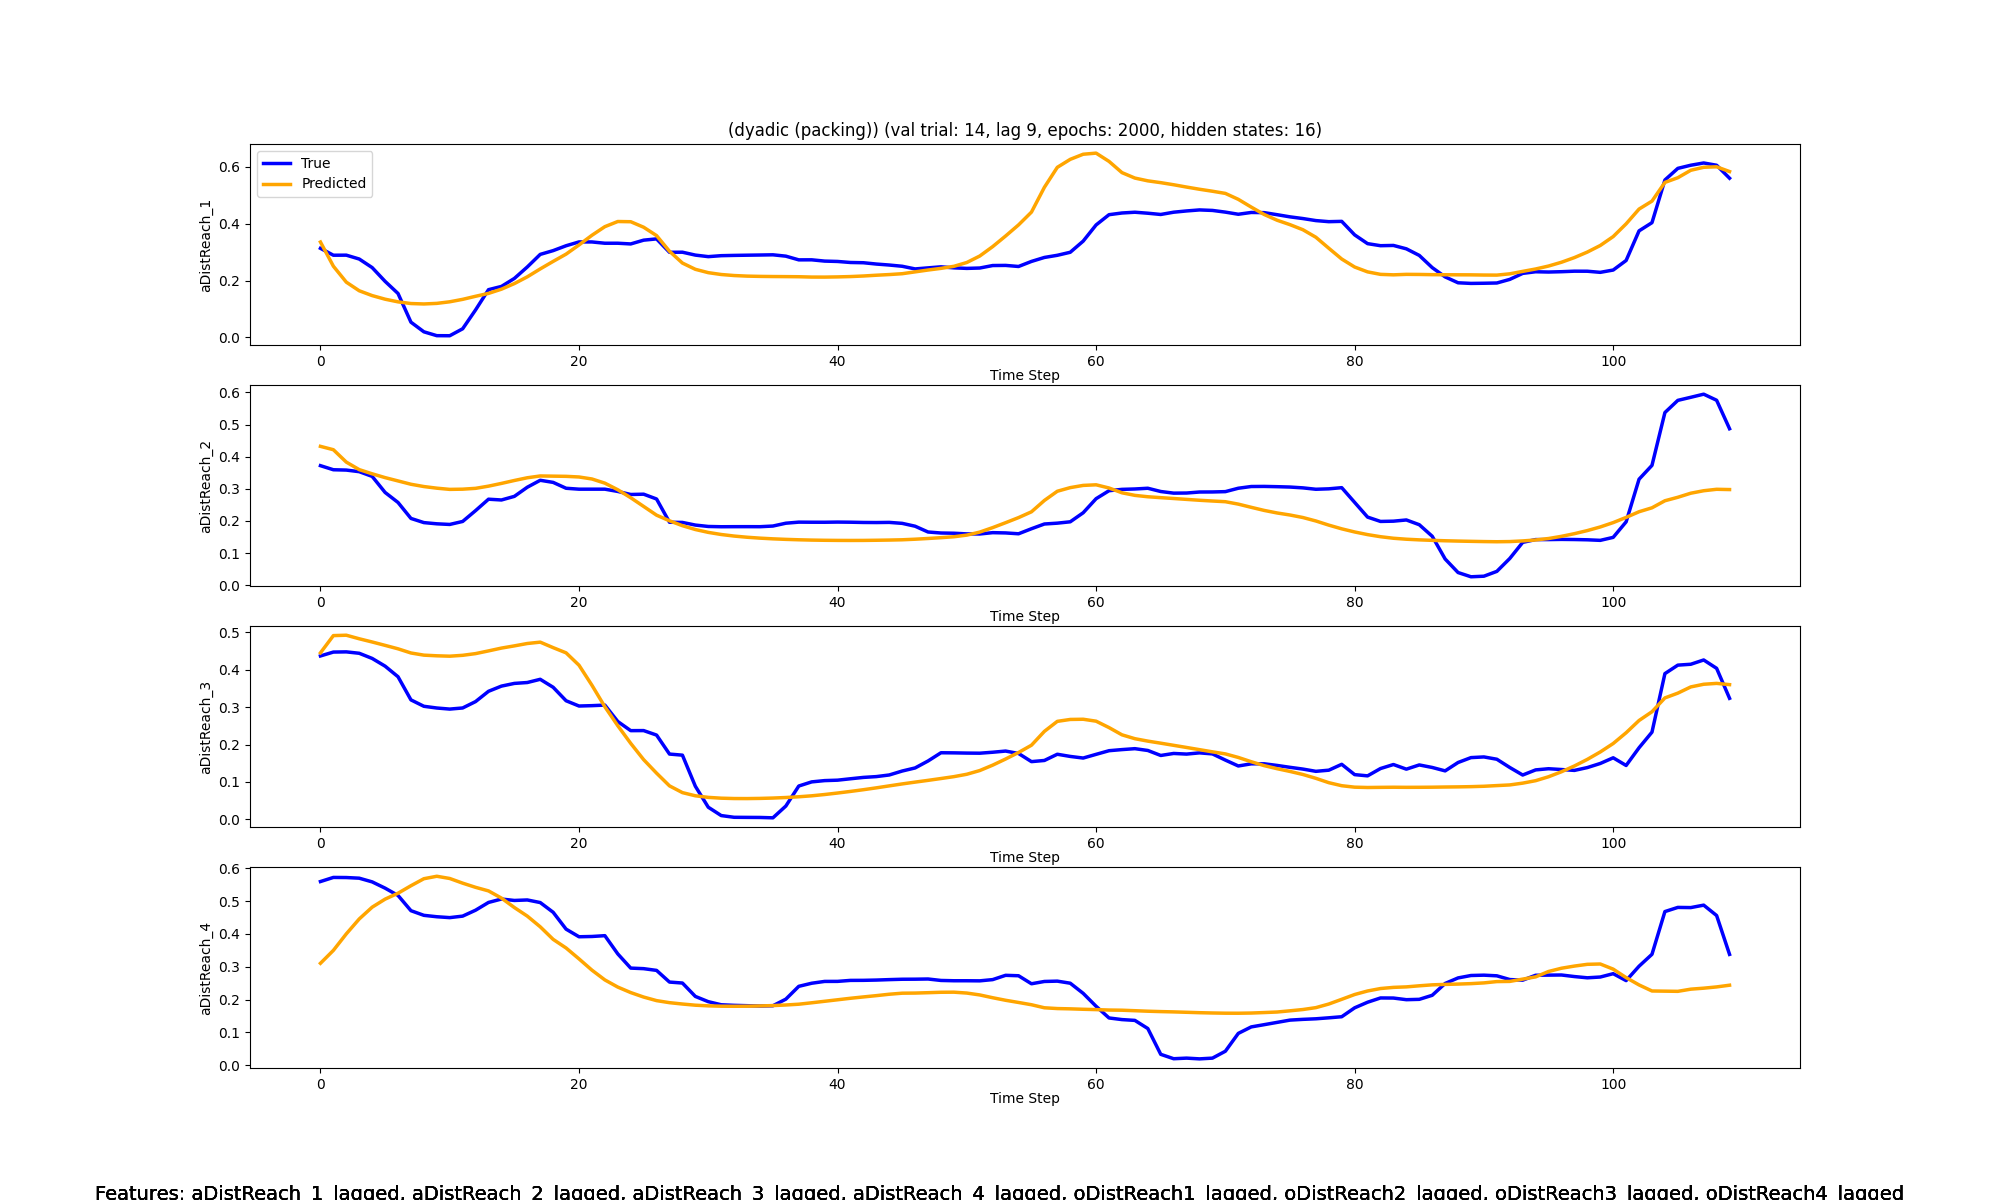 (dyadic (packing)) (val trial: 14, lag 9, epochs: 2000, hidden states: 16)
True
Predicted
aDistReach_1
0.6
0.4
0.2
0.0
0 20 40 60 80 100
Time Step
aDistReach_2
0.6
0.5
0.4
0.3
0.2
0.1
0.0
0 20 40 60 80 100
Time Step
aDistReach_3
0.5
0.4
0.3
0.2
0.1
0.0
0 20 40 60 80 100
Time Step
aDistReach_4
0.6
0.5
0.4
0.3
0.2
0.1
0.0
0 20 40 60 80 100
Time Step
Features: aDistReach_1_lagged, aDistReach_2_lagged, aDistReach_3_lagged, aDistReach_4_lagged, oDistReach1_lagged, oDistReach2_lagged, oDistReach3_lagged, oDistReach4_lagged